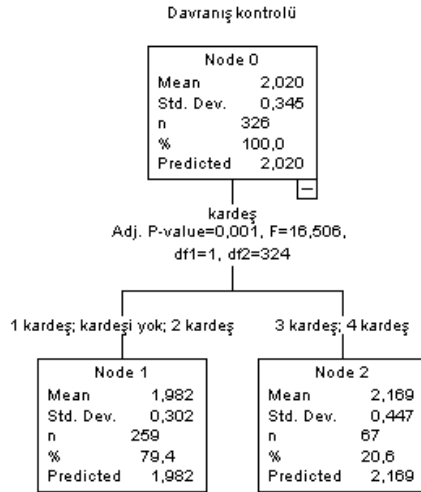 Davranış kontrolü
Node 0
Mean 2,020
Std. Dev. 0,345
n 326
% 100,0
Predicted 2,020
kardeş
Adj. P-value=0,001, F=16,506,
df1=1, df2=324
1 kardeş; kardeşi yok; 2 kardeş
3 kardeş; 4 kardeş
Node 1
Mean 1,982
Std. Dev. 0,302
n 259
% 79,4
Predicted 1,982
Node 2
Mean 2,169
Std. Dev. 0,447
n 67
% 20,6
Predicted 2,169